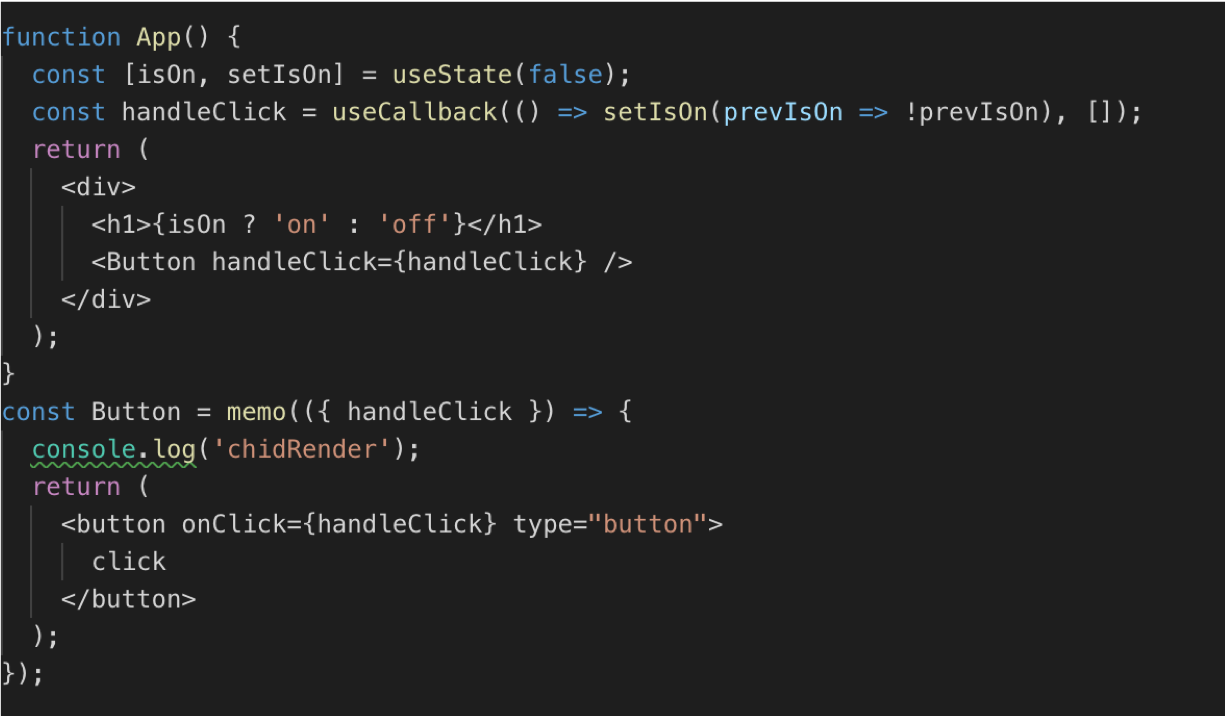 function App() {
  const [isOn, setIsOn] = useState(false);
  const handleClick = useCallback(() => setIsOn(prevIsOn => !prevIsOn), []);
  return (
    <div>
      <h1>{isOn ? 'on' : 'off'}</h1>
      <Button handleClick={handleClick} />
    </div>
  );
}
const Button = memo(({ handleClick }) => {
  console.log('chidRender');
  return (
    <button onClick={handleClick} type="button">
      click
    </button>
  );
});